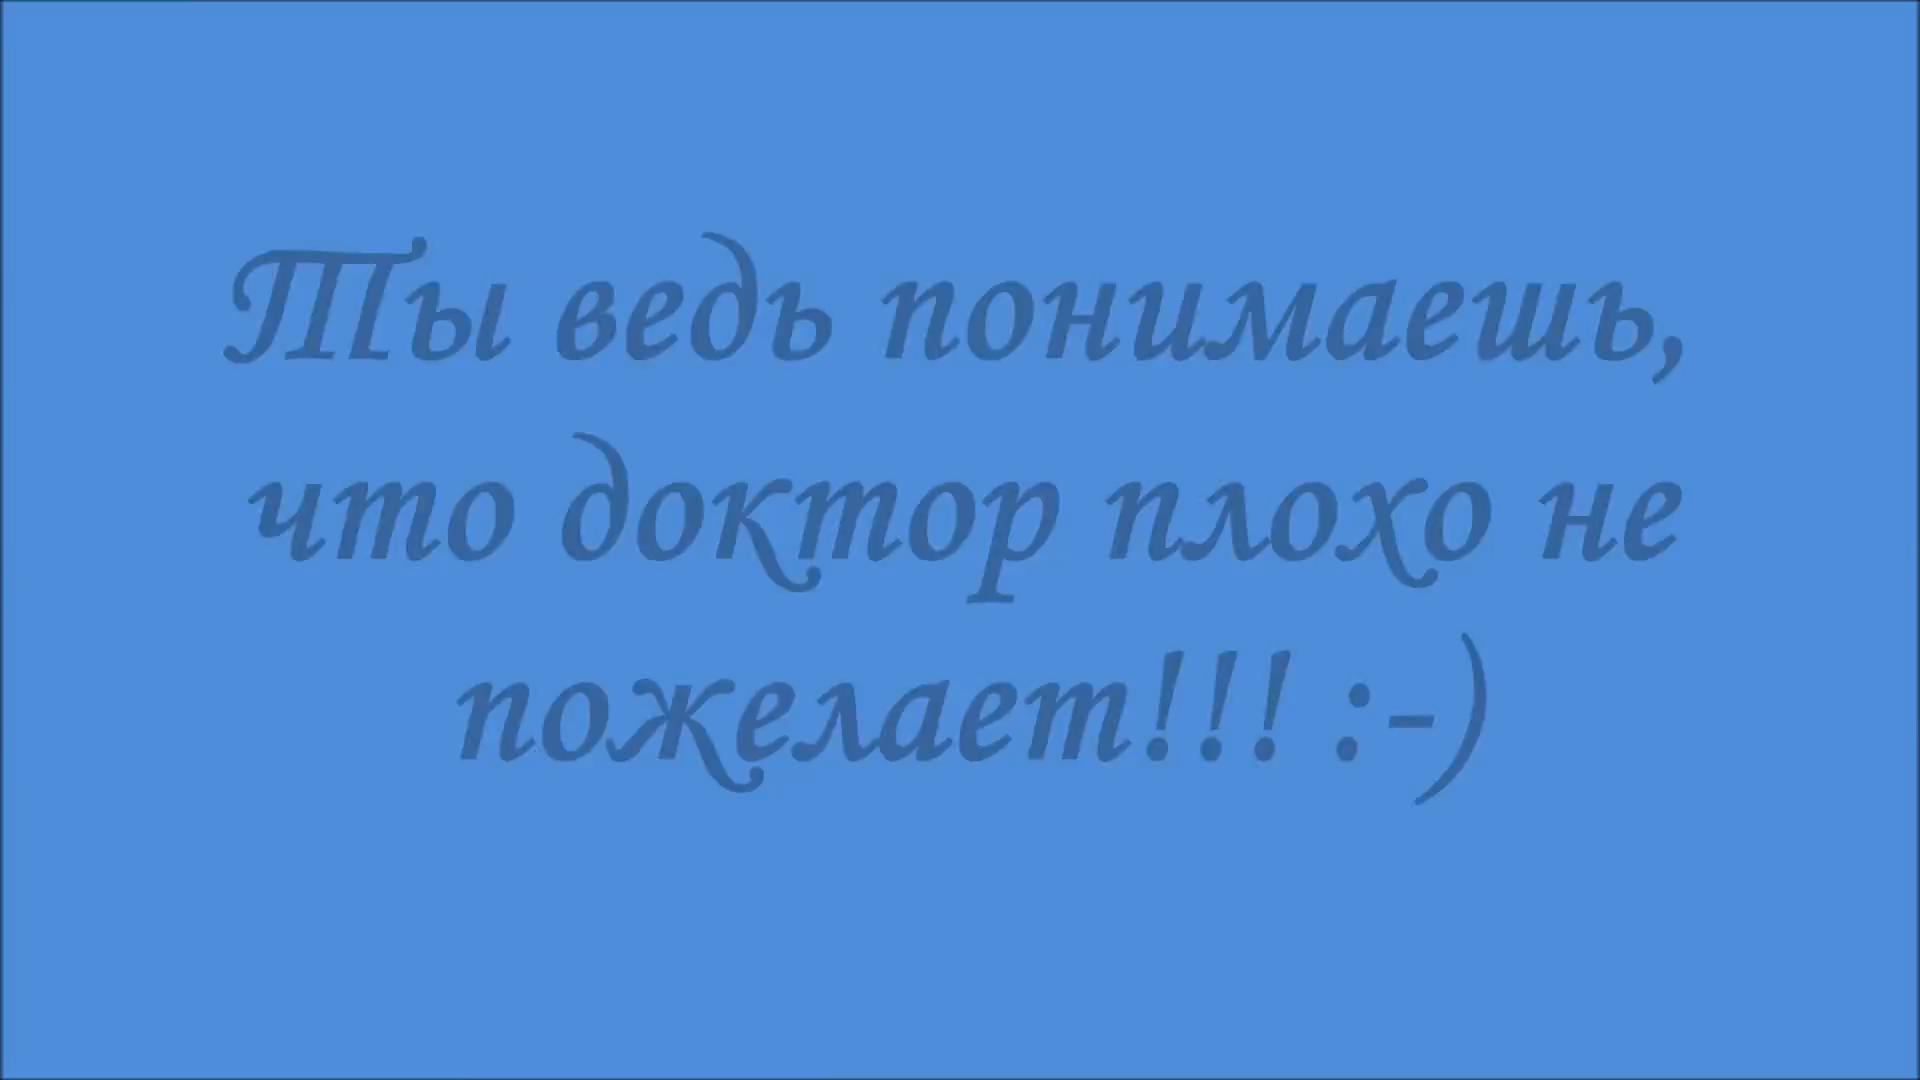 Ты ведь понимаешь,
что доктор плохо не
пожелает!!! :-)